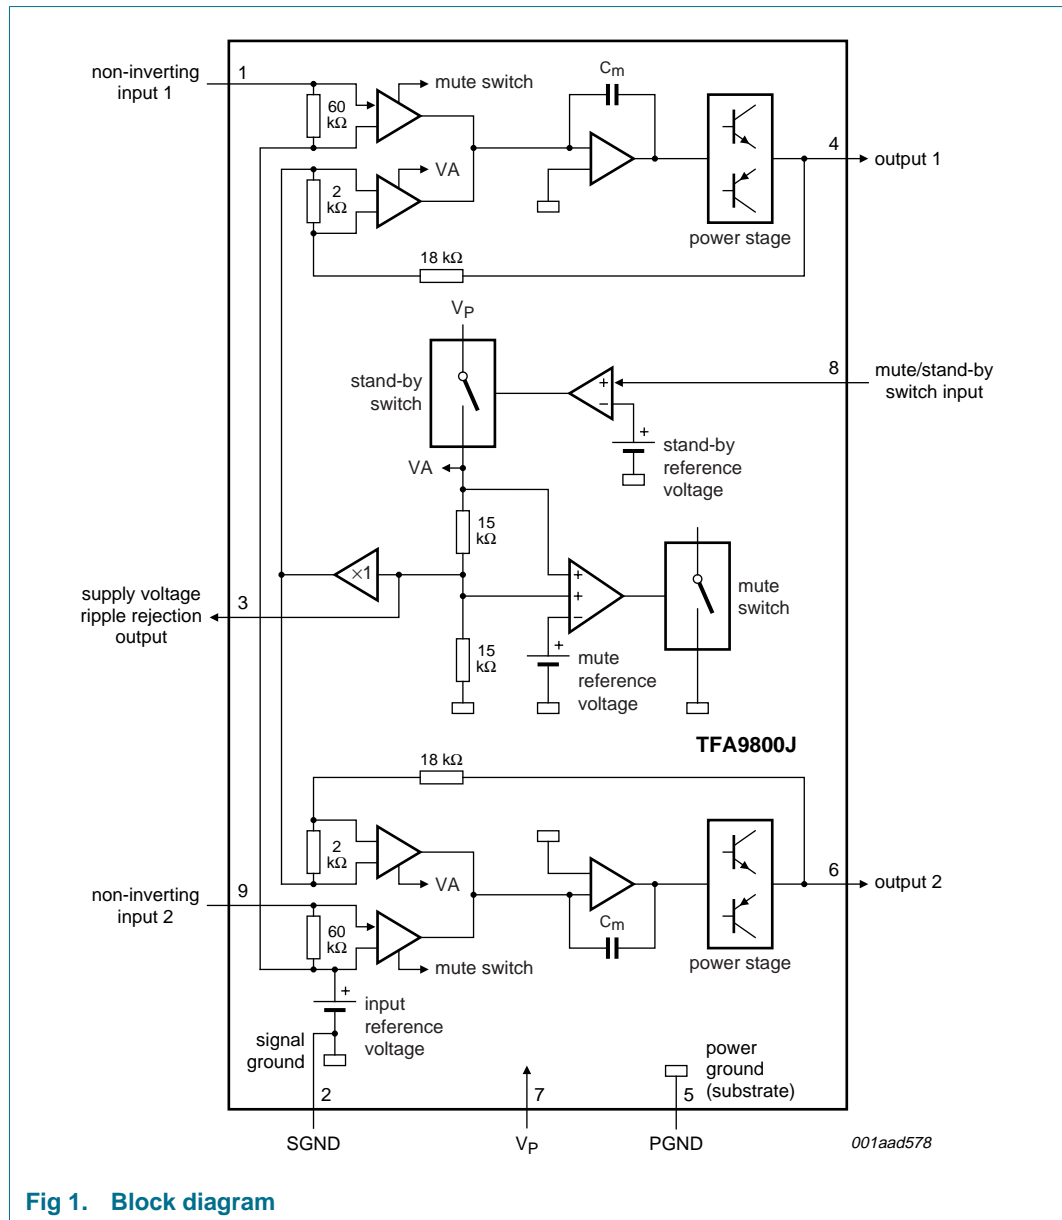 non-inverting
input 1
1
60
kΩ
mute switch
Cm
4
output 1
VA
2
kΩ
power stage
18 kΩ
VP
stand-by
switch
+
−
8
mute/stand-by
switch input
+
stand-by
reference
voltage
VA
15
kΩ
×1
supply voltage
ripple rejection
output
3
+
+
−
mute
switch
15
kΩ
+
mute
reference
voltage
TFA9800J
18 kΩ
2
kΩ
VA
6
output 2
non-inverting
input 2
9
60
kΩ
Cm
mute switch
power stage
+
input
reference
voltage
signal
ground
power
ground
(substrate)
2
7
5
SGND
VP
PGND
001aad578
Fig 1. Block diagram